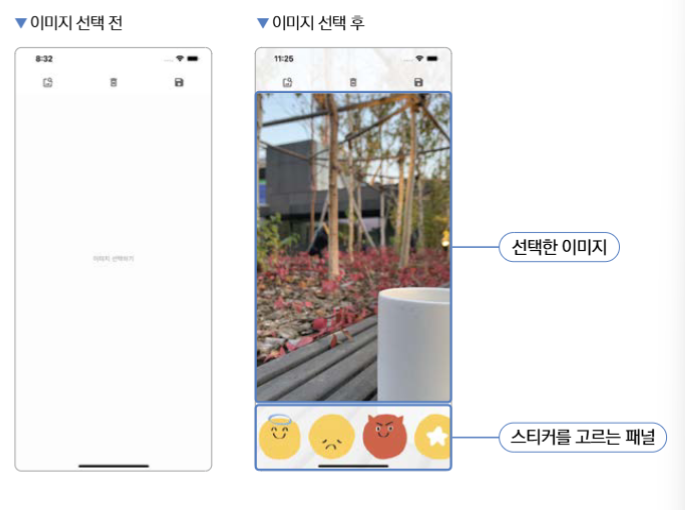 ▼이미지 선택 전
▼이미지 선택 후
8:32
11:25
이미지 선택하기
선택한 이미지
스티커를 고르는 패널